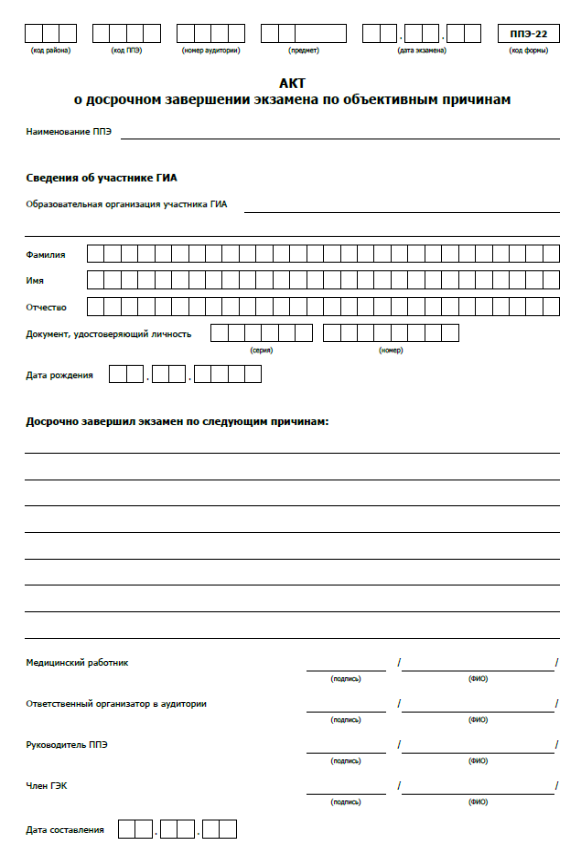 ППЭ-22
(код района) (код ППЭ) (номер аудитории) (предмет) (дата экзамена) (код формы)
АКТ
о досрочном завершении экзамена по объективным причинам
Наименование ППЭ
Сведения об участнике ГИА
Образовательная организация участника ГИА
Фамилия
Имя
Отчество
Документ, удостоверяющий личность
(серия) (номер)
Дата рождения
Досрочно завершил экзамен по следующим причинам:
Медицинский работник / /
(подпись) (ФИО)
Ответственный организатор в аудитории / /
(подпись) (ФИО)
Руководитель ППЭ / /
(подпись) (ФИО)
Член ГЭК / /
(подпись) (ФИО)
Дата составления